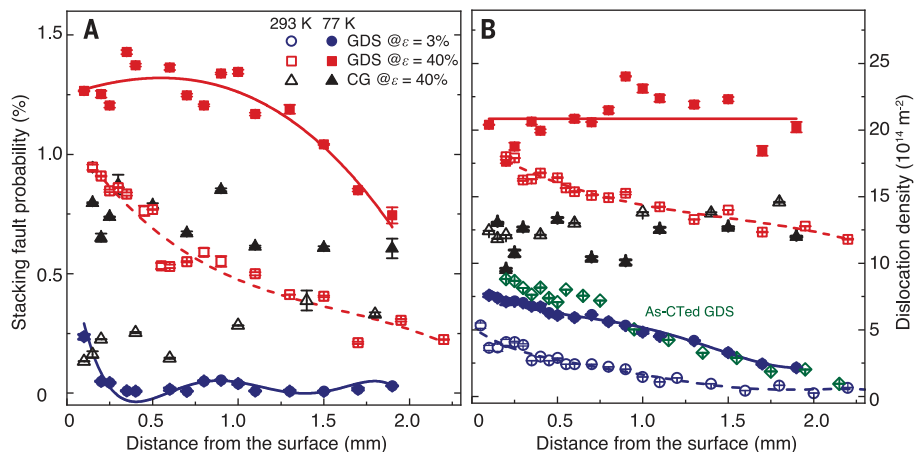 A
293 K 77 K
GDS @ε = 3%
GDS @ε = 40%
CG @ε = 40%
1.5
1.0
0.5
0
Stacking fault probability (%)
0 0.5 1.0 1.5 2.0
Distance from the surface (mm)
B
As-CTed GDS
30
25
20
15
10
5
0
Dislocation density (10¹⁴ m⁻²)
0 0.5 1.0 1.5 2.0
Distance from the surface (mm)